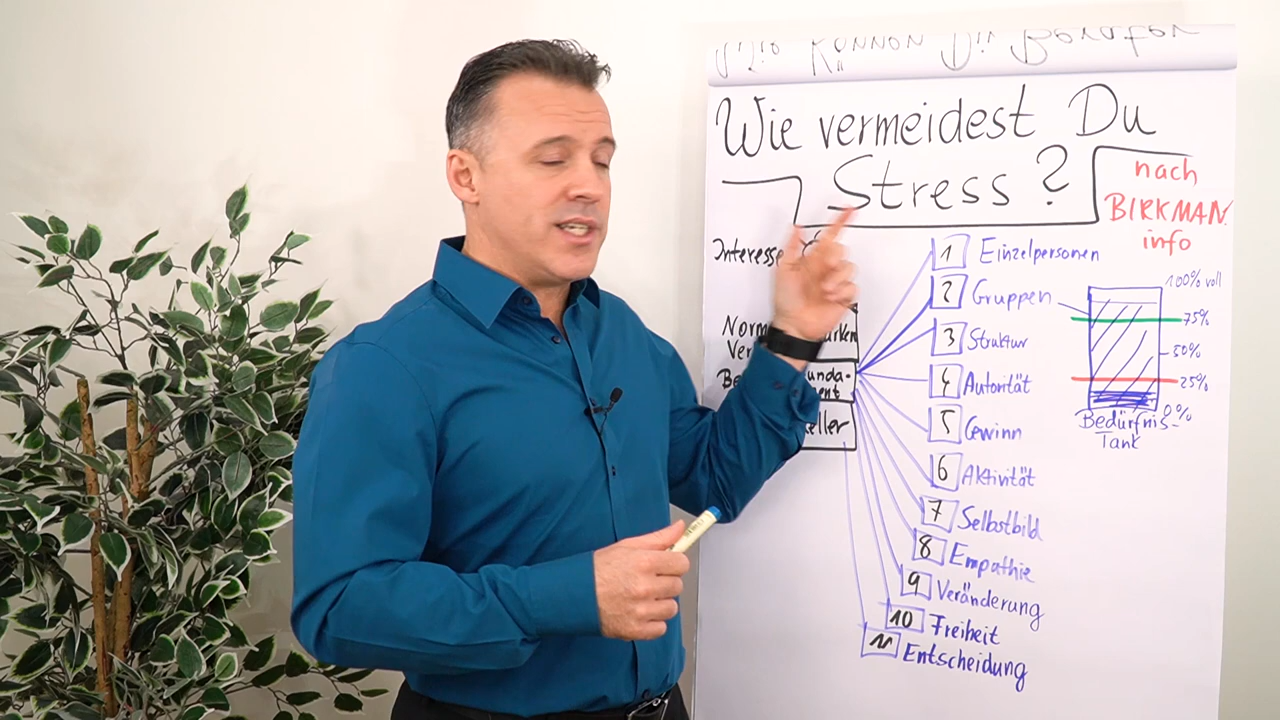 Wie vermeidest Du
Stress?
nach
BIRKMAN.
info
Interesse
1 Einzelpersonen
2 Gruppen
3 Struktur
4 Autorität
5 Gewinn
6 Aktivität
7 Selbstbild
8 Empathie
9 Veränderung
10 Freiheit
11 Entscheidung
100% voll
75%
50%
25%
0%
Bedürfnis-
Tank